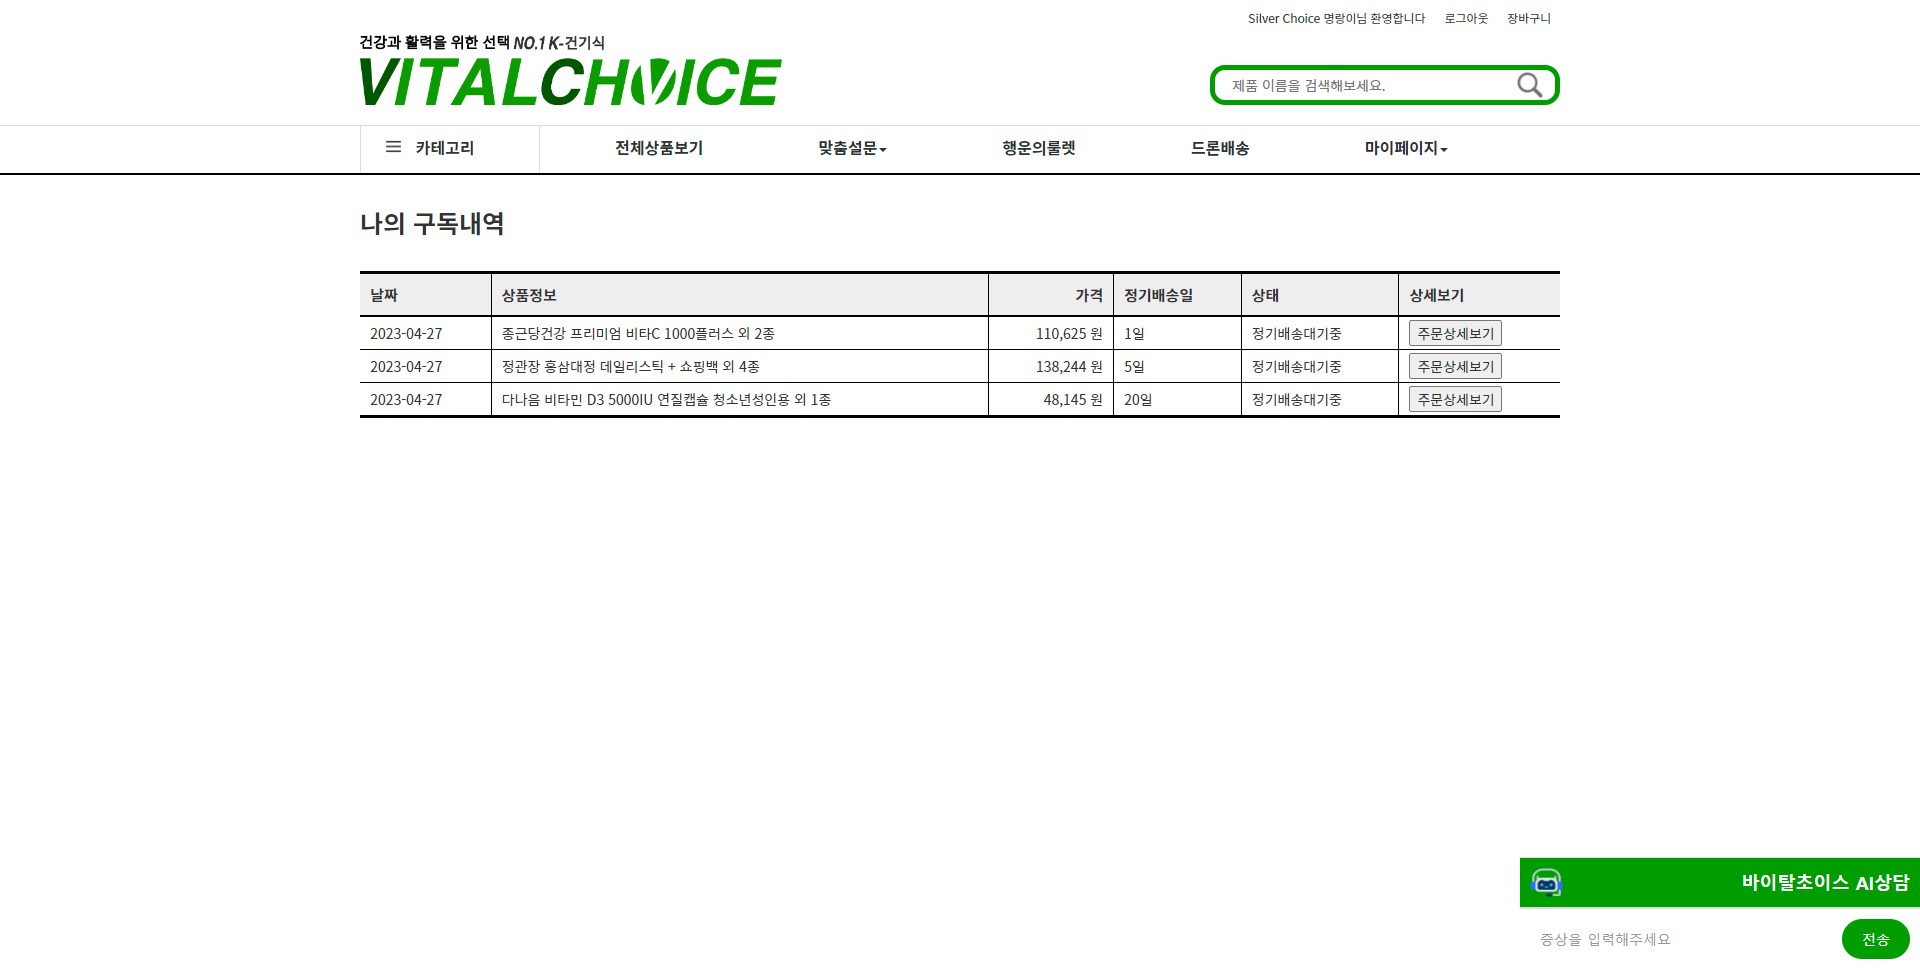 Silver Choice 명랑이님 환영합니다 로그아웃 장바구니
건강과 활력을 위한 선택 NO.1 K-건기식
VITALCHOICE
제품 이름을 검색해보세요.
카테고리 전체상품보기 맞춤설문 행운의룰렛 드론배송 마이페이지
나의 구독내역
날짜 상품정보 가격 정기배송일 상태 상세보기
2023-04-27 종근당건강 프리미엄 비타C 1000플러스 외 2종 110,625 원 1일 정기배송대기중 주문상세보기
2023-04-27 정관장 홍삼대정 데일리스틱 + 쇼핑백 외 4종 138,244 원 5일 정기배송대기중 주문상세보기
2023-04-27 다나음 비타민 D3 5000IU 연질캡슐 청소년성인용 외 1종 48,145 원 20일 정기배송대기중 주문상세보기
바이탈초이스 AI상담
증상을 입력해주세요 전송